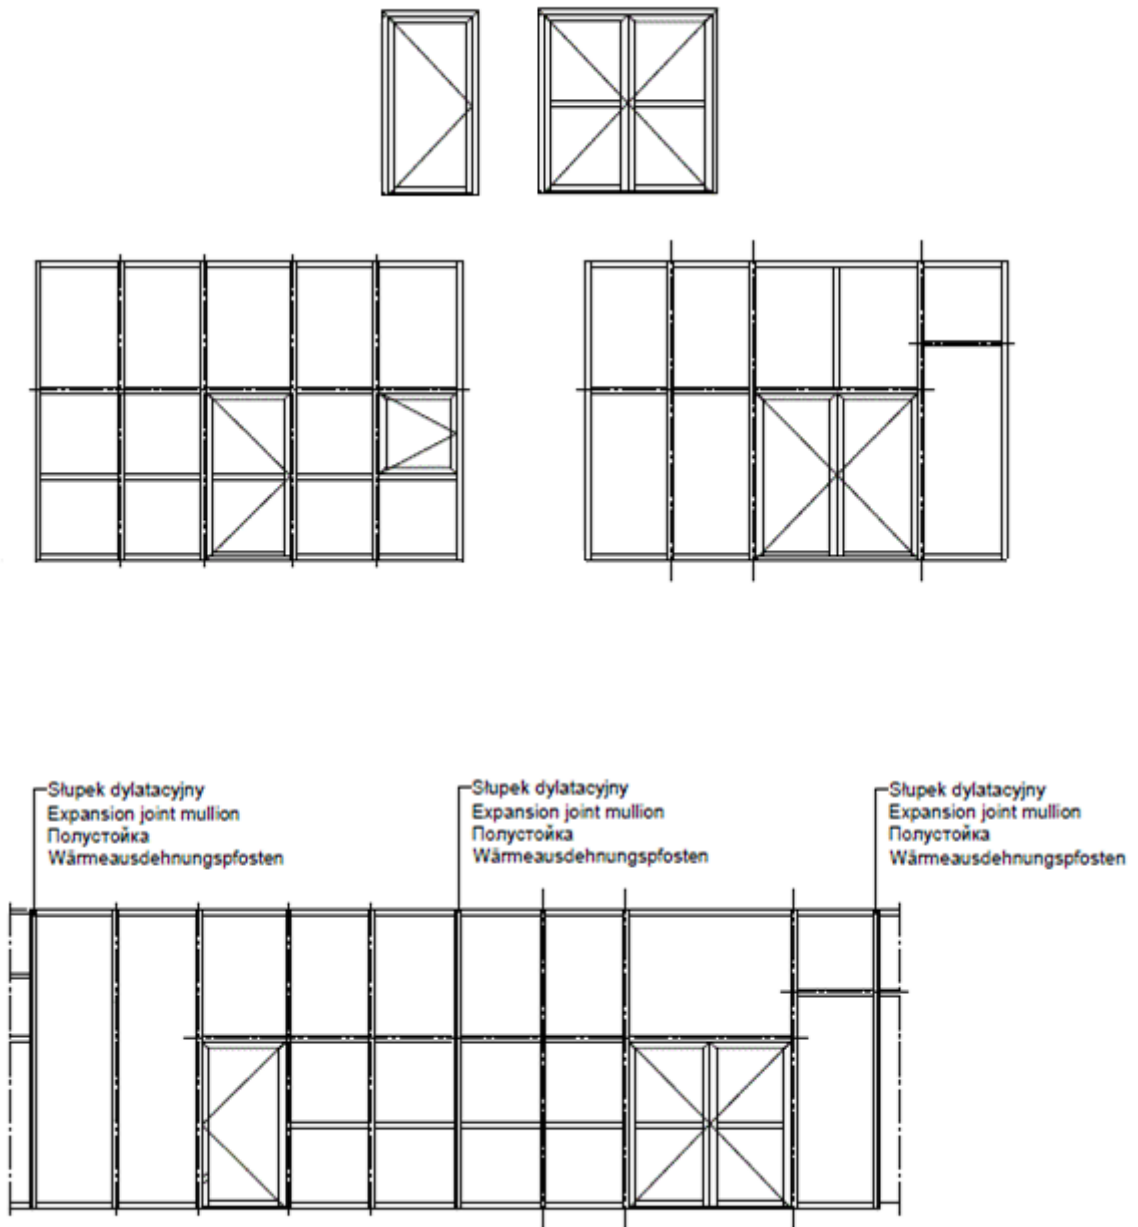 Słupek dylatacyjny
Expansion joint mullion
Полустойка
Wärmeausdehnungspfosten
Słupek dylatacyjny
Expansion joint mullion
Полустойка
Wärmeausdehnungspfosten
Słupek dylatacyjny
Expansion joint mullion
Полустойка
Wärmeausdehnungspfosten